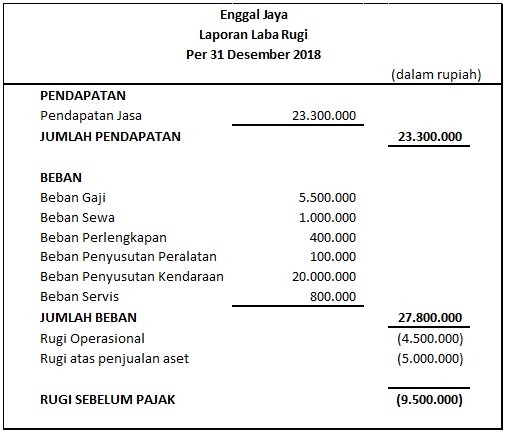 Enggal Jaya
Laporan Laba Rugi
Per 31 Desember 2018
(dalam rupiah)
PENDAPATAN
Pendapatan Jasa 23.300.000
JUMLAH PENDAPATAN 23.300.000
BEBAN
Beban Gaji 5.500.000
Beban Sewa 1.000.000
Beban Perlengkapan 400.000
Beban Penyusutan Peralatan 100.000
Beban Penyusutan Kendaraan 20.000.000
Beban Servis 800.000
JUMLAH BEBAN 27.800.000
Rugi Operasional (4.500.000)
Rugi atas penjualan aset (5.000.000)
RUGI SEBELUM PAJAK (9.500.000)